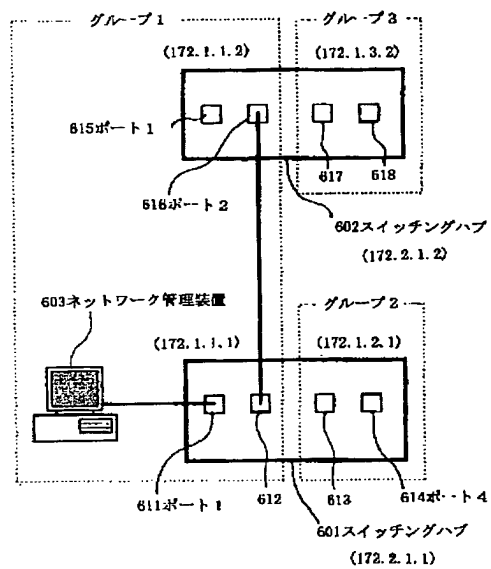 グループ1
グループ3
(172.1.1.2)
(172.1.3.2)
615ポート1
616ポート2
617
618
602スイッチングハブ
(172.2.1.2)
603ネットワーク管理装置
グループ2
(172.1.1.1)
(172.1.2.1)
611ポート1
612
613
614ポート4
601スイッチングハブ
(172.2.1.1)